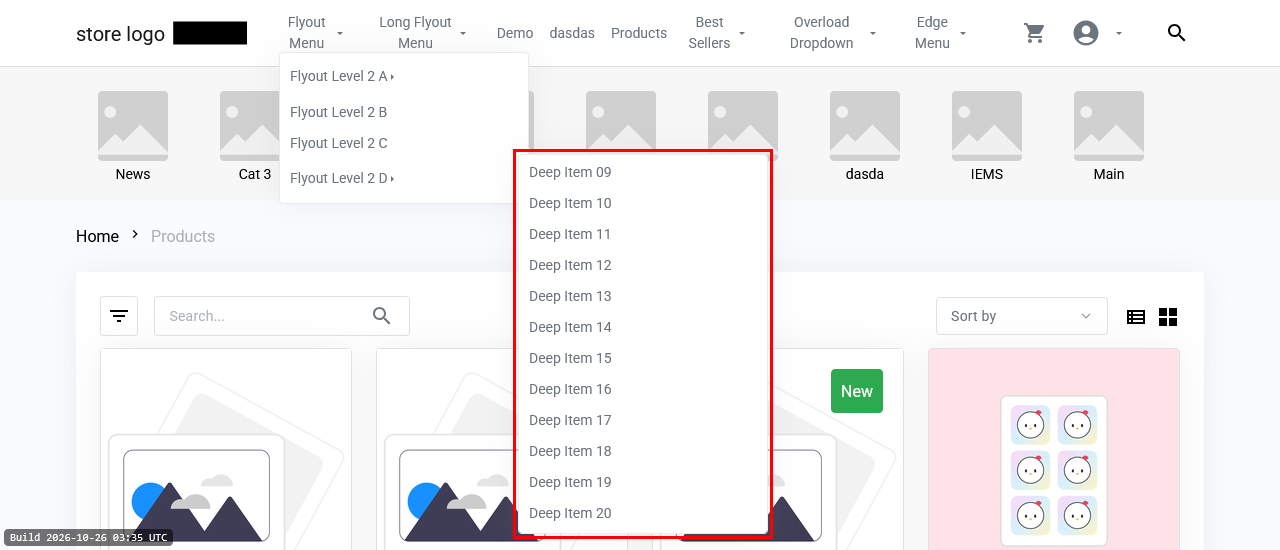 store logo
Flyout Menu
Long Flyout Menu
Demo
dasdas
Products
Best Sellers
Overload Dropdown
Edge Menu
Flyout Level 2 A
Flyout Level 2 B
Flyout Level 2 C
Flyout Level 2 D
News
Cat 3
dasda
IEMS
Main
Deep Item 09
Deep Item 10
Deep Item 11
Deep Item 12
Deep Item 13
Deep Item 14
Deep Item 15
Deep Item 16
Deep Item 17
Deep Item 18
Deep Item 19
Deep Item 20
Home
Products
Search...
Sort by
New
Build 2026-10-26 03:35 UTC